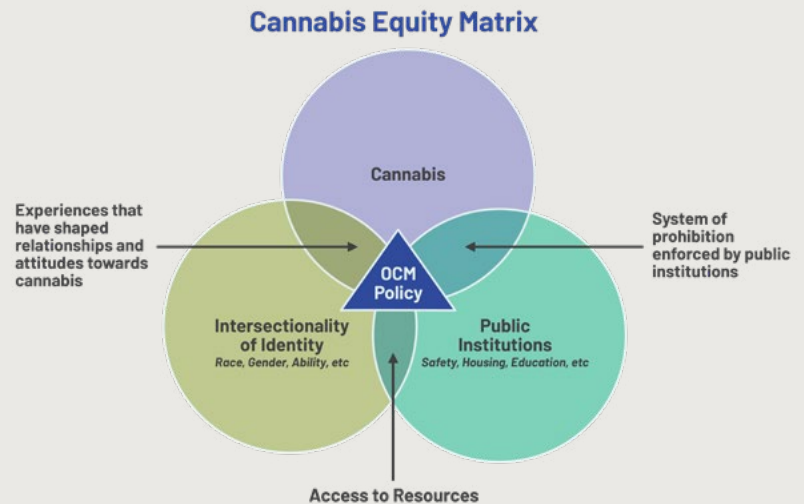 Cannabis Equity Matrix
Cannabis
Experiences that
have shaped
relationships and
attitudes towards
cannabis
System of
prohibition
enforced by public
institutions
OCM
Policy
Intersectionality
of Identity
Race, Gender, Ability, etc
Public
Institutions
Safety, Housing, Education, etc
Access to Resources